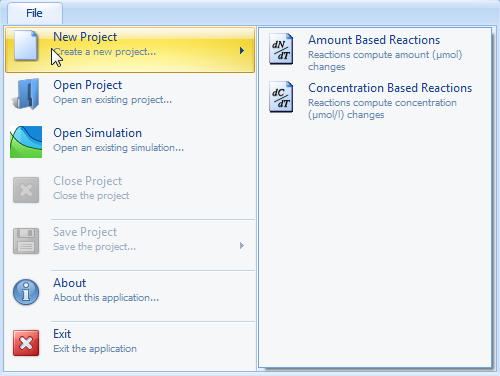 File
New Project
Create a new project...
Open Project
Open an existing project...
Open Simulation
Open an existing simulation...
Close Project
Close the project
Save Project
Save the project...
About
About this application...
Exit
Exit the application
dN/dT
Amount Based Reactions
Reactions compute amount (µmol)
changes
dC/dT
Concentration Based Reactions
Reactions compute concentration
(µmol/l) changes